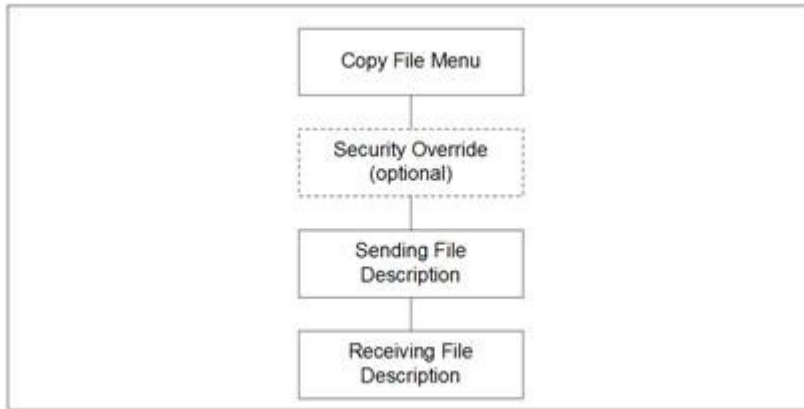 Copy File Menu
Security Override
(optional)
Sending File
Description
Receiving File
Description